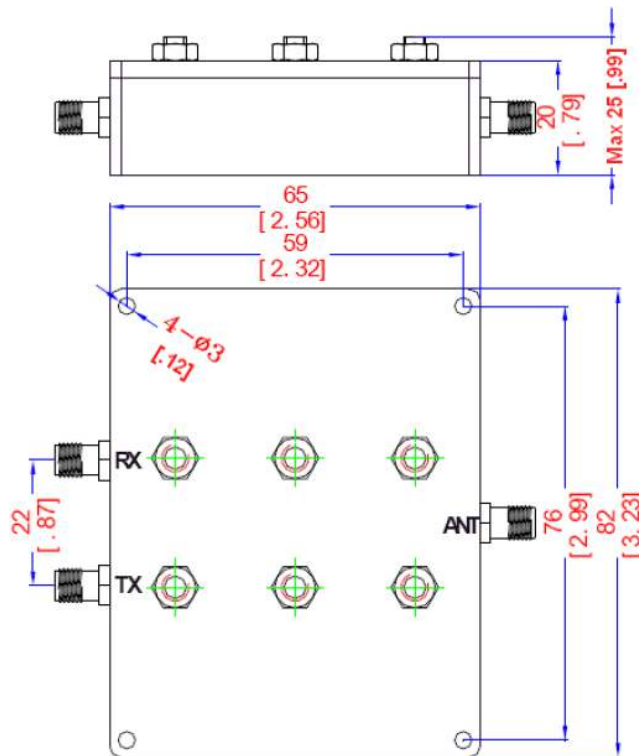 20
[ . 79]
Max 25 [.99]
65
[ 2. 56]
59
[ 2. 32]
4-ø3
[.12]
RX
22
[ . 87]
ANT
76
[ 2. 99]
82
[ 3. 23]
TX